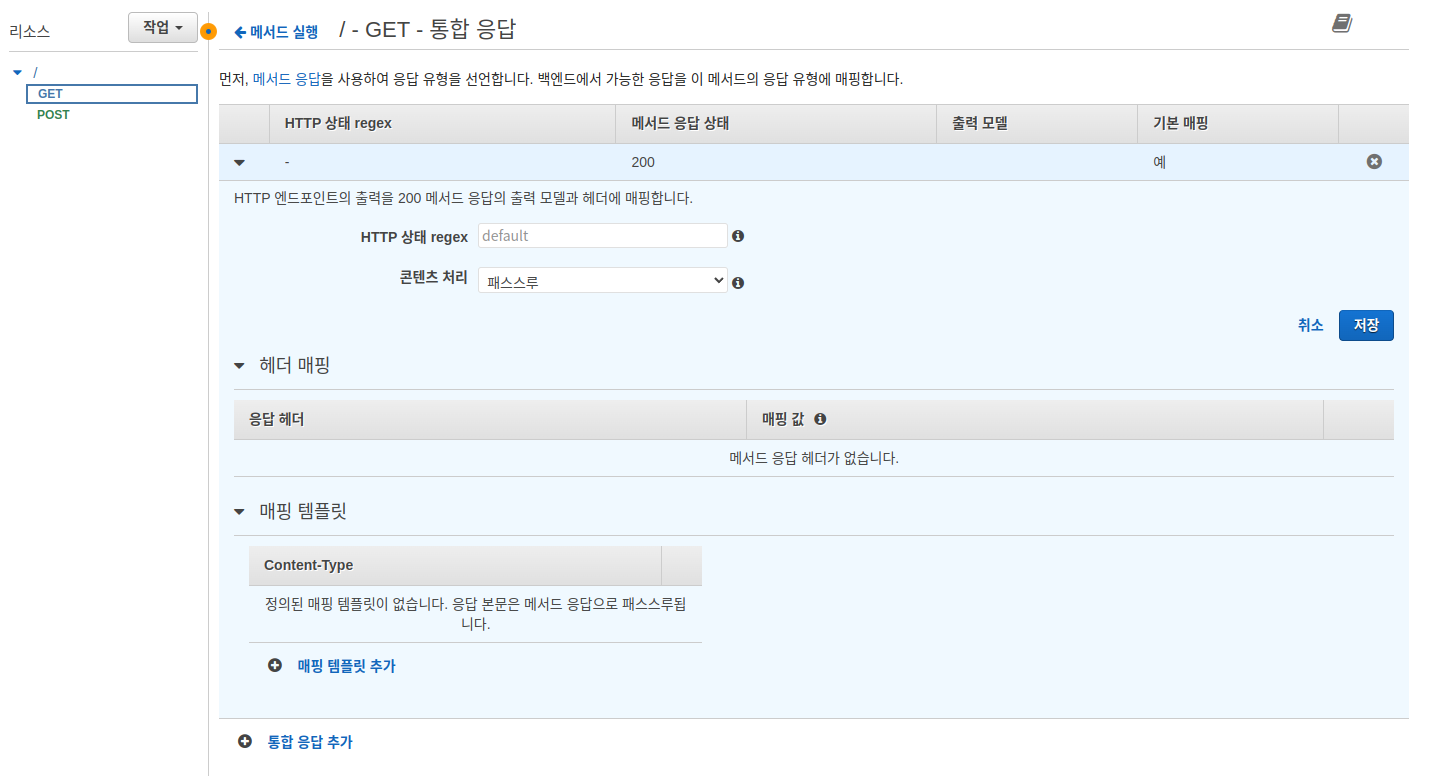 리소스
작업
메서드 실행
/ - GET - 통합 응답
/
GET
POST
먼저, 메서드 응답을 사용하여 응답 유형을 선언합니다. 백엔드에서 가능한 응답을 이 메서드의 응답 유형에 매핑합니다.
HTTP 상태 regex 메서드 응답 상태 출력 모델 기본 매핑
- 200 예
HTTP 엔드포인트의 출력을 200 메서드 응답의 출력 모델과 헤더에 매핑합니다.
HTTP 상태 regex default
콘텐츠 처리 패스스루
취소 저장
헤더 매핑
응답 헤더 매핑 값
메서드 응답 헤더가 없습니다.
매핑 템플릿
Content-Type
정의된 매핑 템플릿이 없습니다. 응답 본문은 메서드 응답으로 패스스루됩
니다.
매핑 템플릿 추가
통합 응답 추가